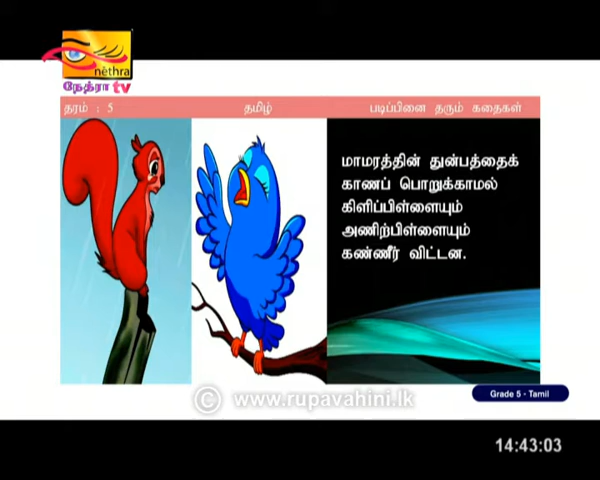 nethra
நேத்ரா tv
தரம் : 5 தமிழ் படிப்பினை தரும் கதைகள்
மாமரத்தின் துன்பத்தைக்
காணப் பொறுக்காமல்
கிளிப்பிள்ளையும்
அணிற்பிள்ளையும்
கண்ணீர் விட்டன.
Grade 5 - Tamil
© www.rupavahini.lk
14:43:03